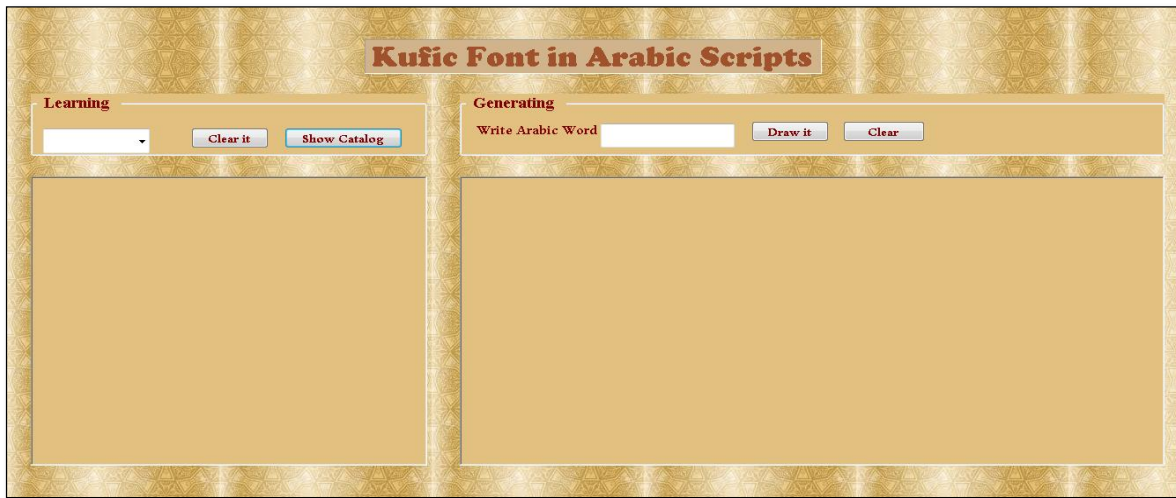 Kufic Font in Arabic Scripts
Learning
Clear it Show Catalog
Generating
Write Arabic Word Draw it Clear